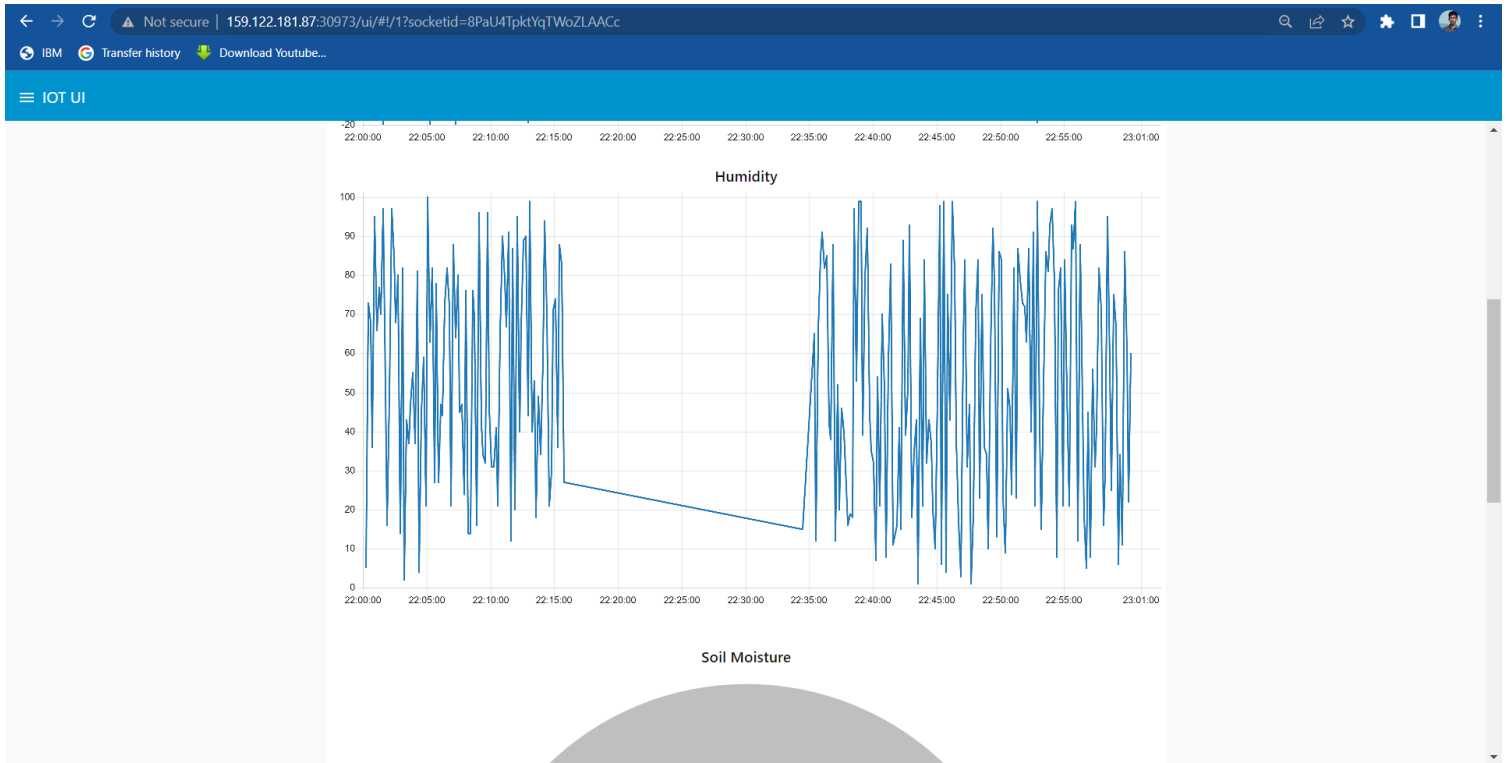 Not secure | 159.122.181.87:30973/ui/#!/1?socketid=8PaU4TpktYqTWoZLAACc
IBM Transfer history Download Youtube...
IOT UI
-20
22:00:00 22:05:00 22:10:00 22:15:00 22:20:00 22:25:00 22:30:00 22:35:00 22:40:00 22:45:00 22:50:00 22:55:00 23:01:00
Humidity
100
90
80
70
60
50
40
30
20
10
0
22:00:00 22:05:00 22:10:00 22:15:00 22:20:00 22:25:00 22:30:00 22:35:00 22:40:00 22:45:00 22:50:00 22:55:00 23:01:00
Soil Moisture